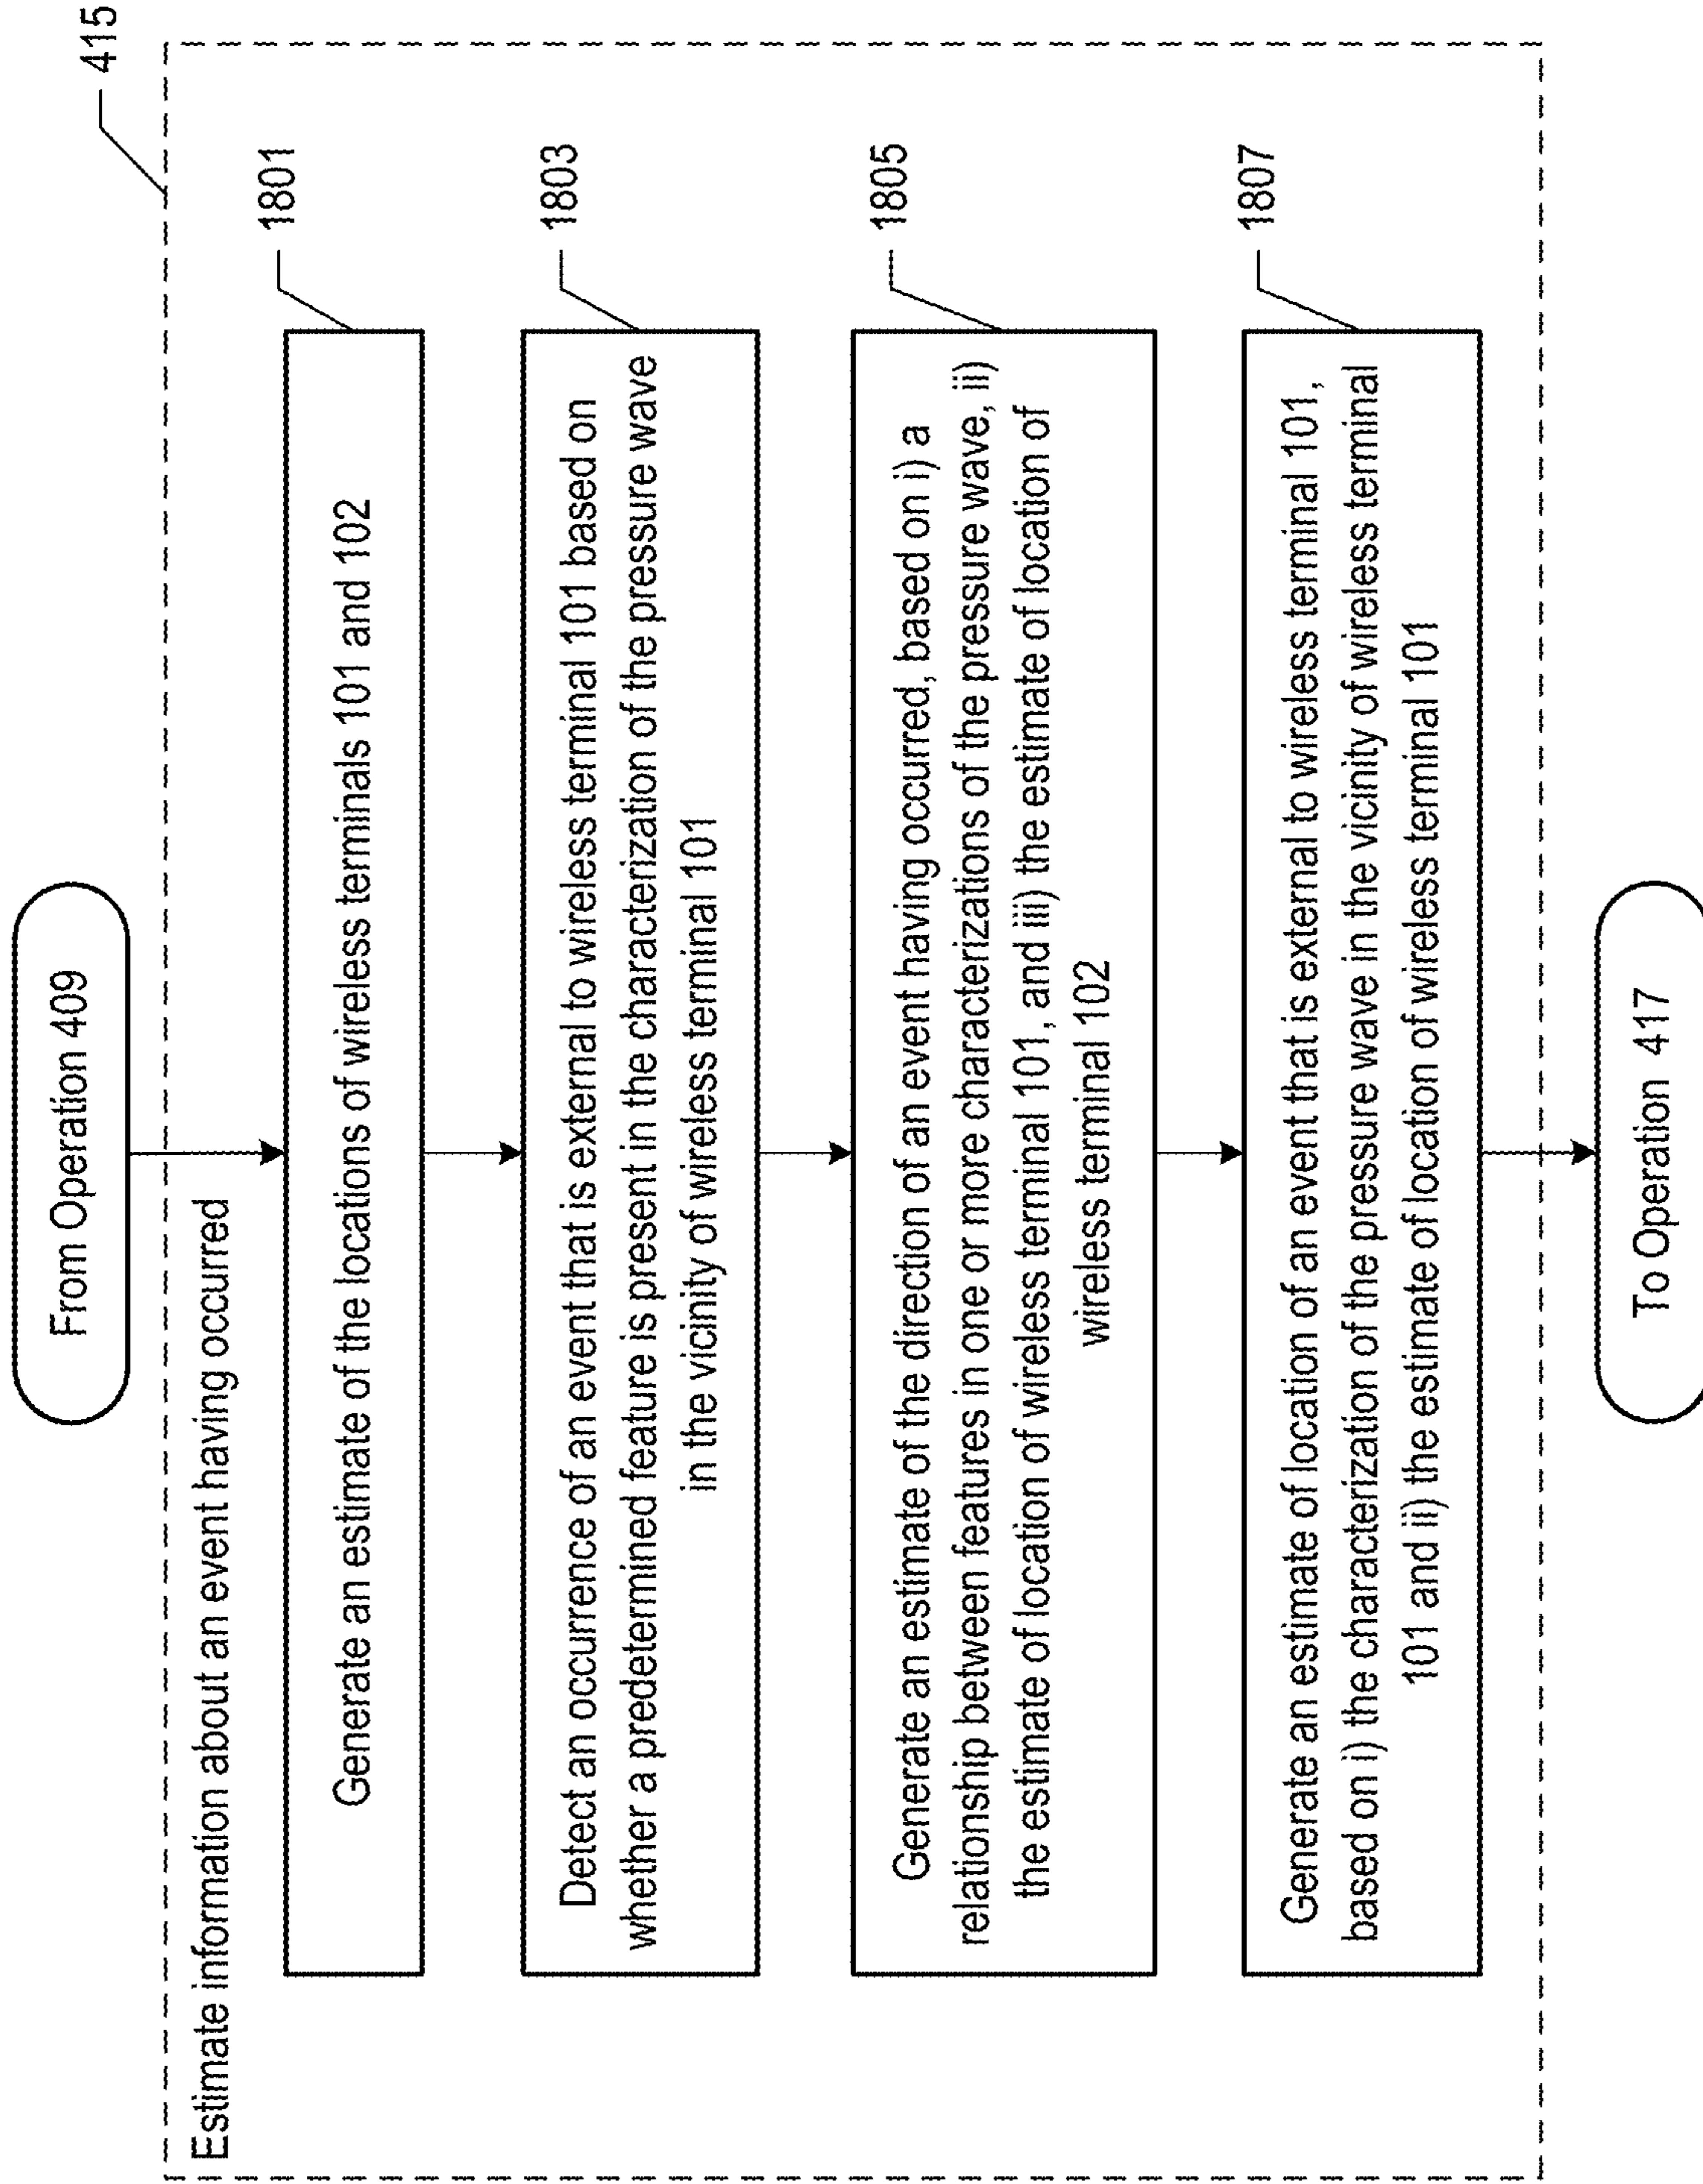 From Operation 409
415
Estimate information about an event having occurred
1801
Generate an estimate of the locations of wireless terminals 101 and 102
1803
Detect an occurrence of an event that is external to wireless terminal 101 based on
whether a predetermined feature is present in the characterization of the pressure wave
in the vicinity of wireless terminal 101
1805
Generate an estimate of the direction of an event having occurred, based on i) a
relationship between features in one or more characterizations of the pressure wave, ii)
the estimate of location of wireless terminal 101, and iii) the estimate of location of
wireless terminal 102
1807
Generate an estimate of location of an event that is external to wireless terminal 101,
based on i) the characterization of the pressure wave in the vicinity of wireless terminal
101 and ii) the estimate of location of wireless terminal 101
To Operation 417